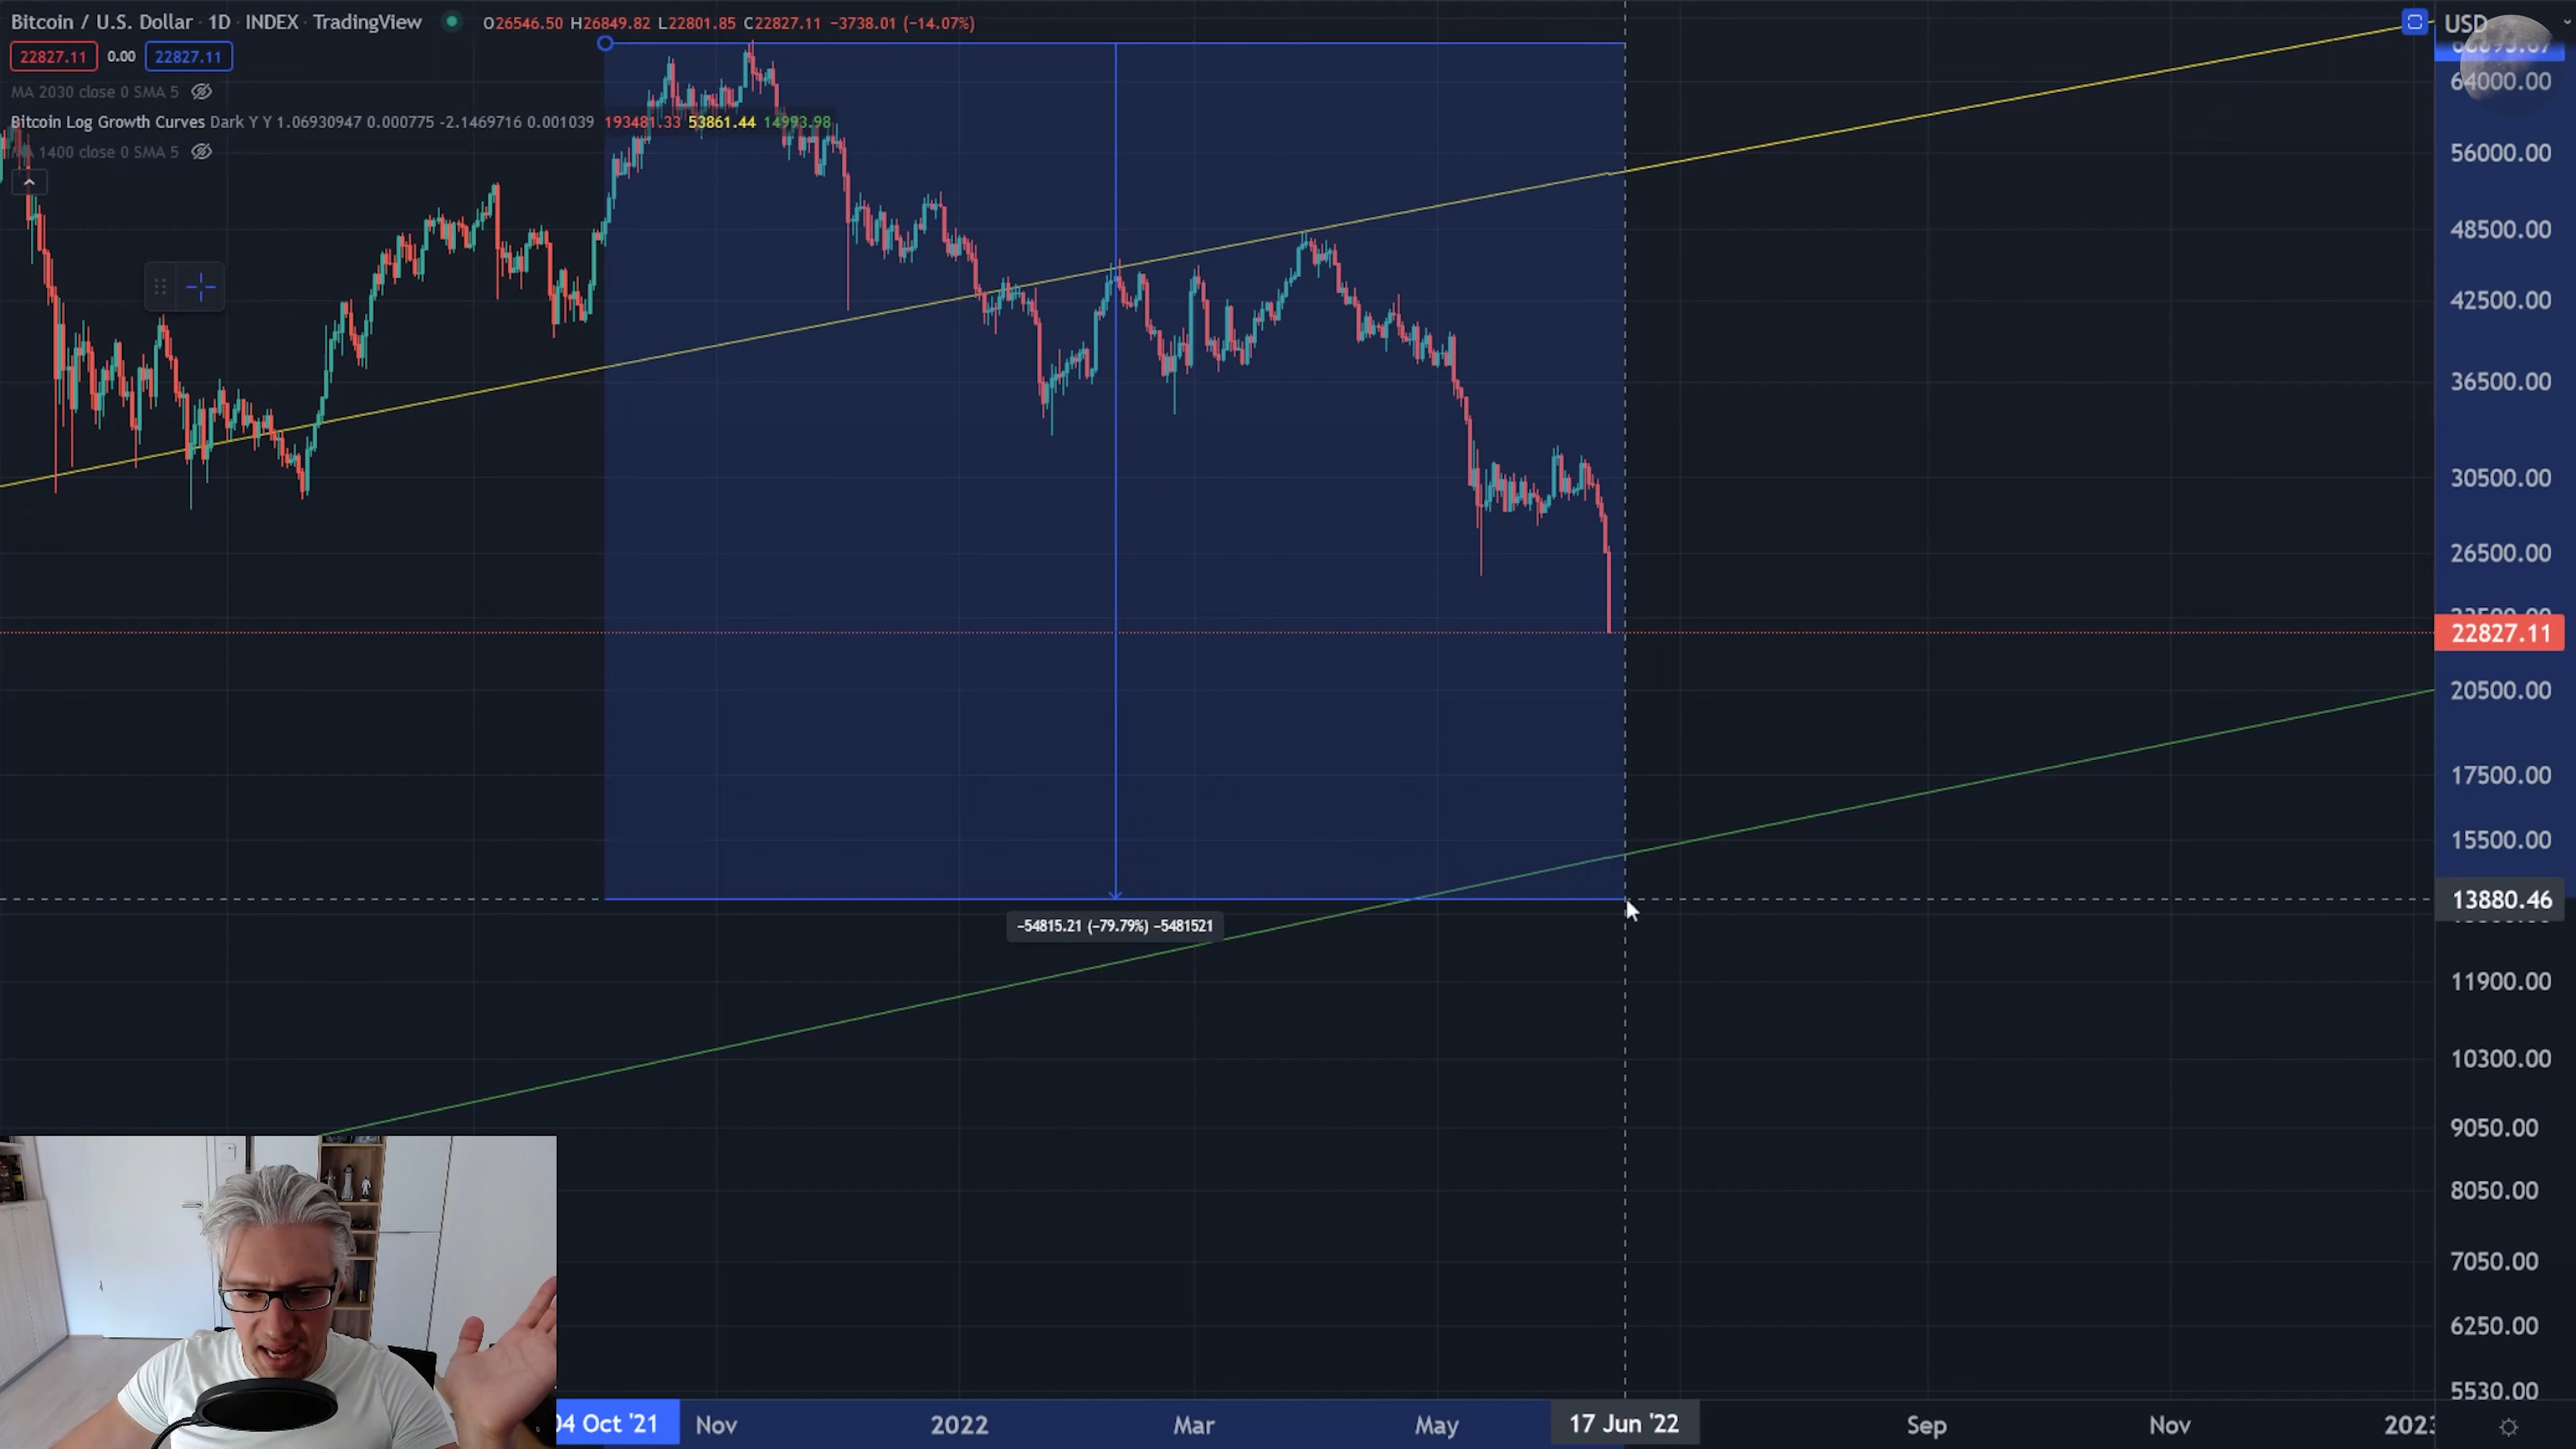 Bitcoin / U.S. Dollar · 1D · INDEX · TradingView O26546.50 H26849.82 L22801.85 C22827.11 −3738.01 (−14.07%)
22827.11 0.00 22827.11
MA 2030 close 0 SMA 5
Bitcoin Log Growth Curves Dark Y Y 1.06930947 0.000775 -2.1469716 0.001039 193481.33 53861.44 14993.98
MA 1400 close 0 SMA 5
USD
64000.00
56000.00
48500.00
42500.00
36500.00
30500.00
26500.00
22827.11
20500.00
17500.00
15500.00
13880.46
−54815.21 (−79.79%) −5481521
11900.00
10300.00
9050.00
8050.00
7050.00
6250.00
5530.00
04 Oct '21 Nov 2022 Mar May 17 Jun '22 Sep Nov